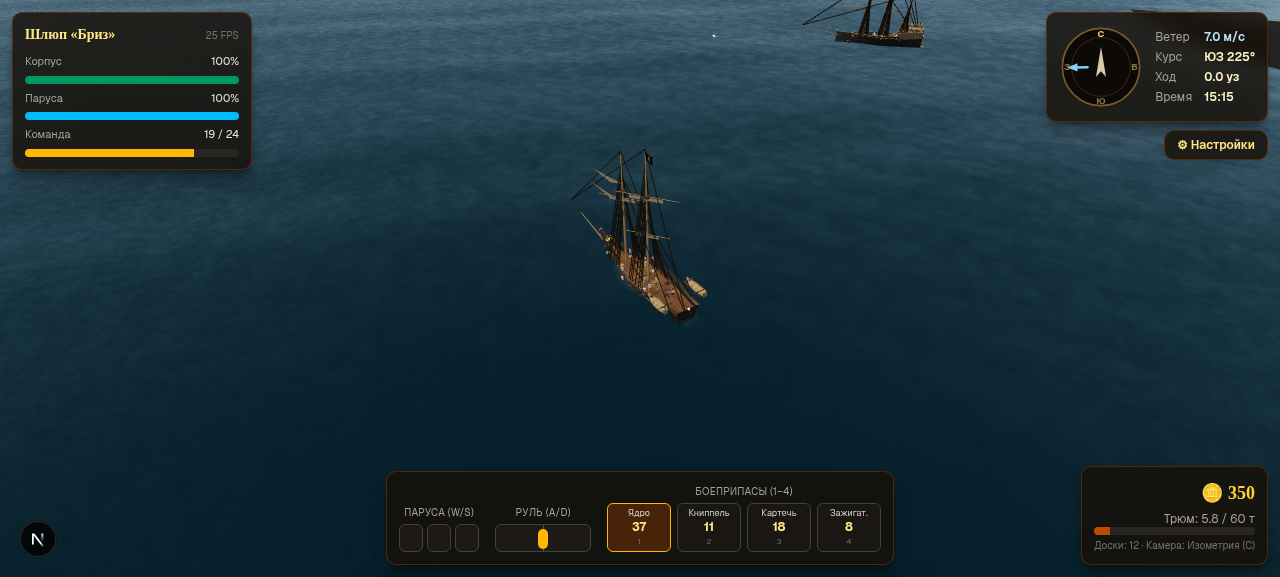 Шлюп «Бриз» 25 FPS
Корпус 100%
Паруса 100%
Команда 19 / 24
С
З В
Ю
Ветер 7.0 м/с
Курс ЮЗ 225°
Ход 0.0 уз
Время 15:15
⚙ Настройки
ПАРУСА (W/S)
РУЛЬ (A/D)
БОЕПРИПАСЫ (1–4)
Ядро Книппель Картечь Зажигат.
37 11 18 8
1 2 3 4
🪙 350
Трюм: 5.8 / 60 т
Доски: 12 · Камера: Изометрия (C)
N